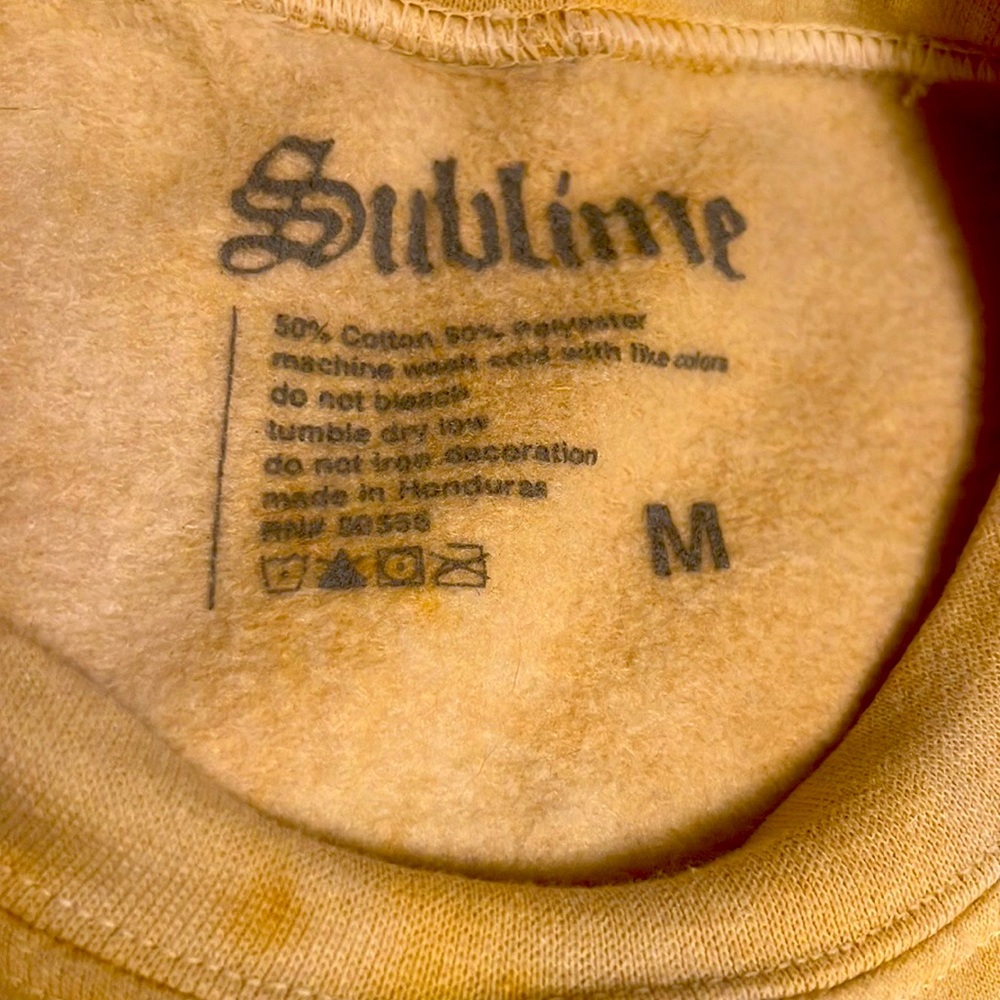 Sublime
50% Cotton 50% Polyester
machine wash cold with like colors
do not bleach
tumble dry low
do not iron decoration
made in Honduras
RN#
M